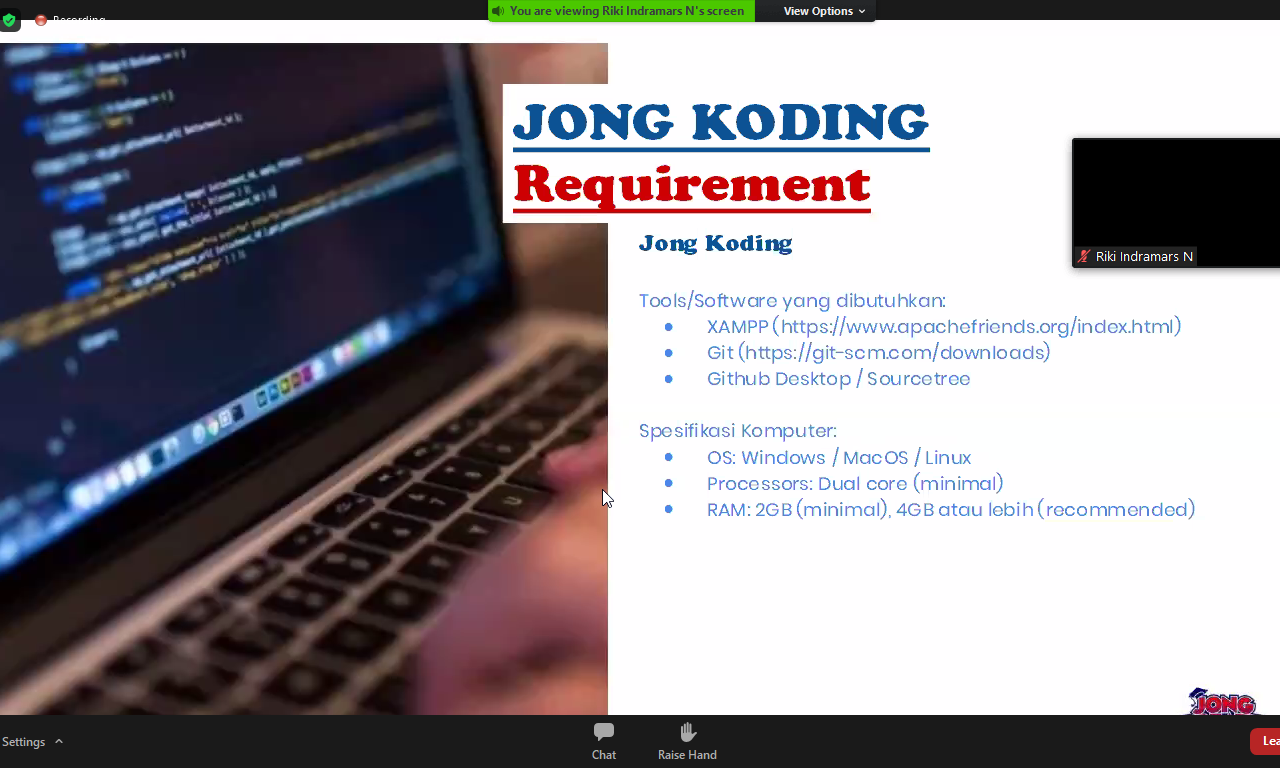 Recording
You are viewing Riki Indramars N's screen
View Options
JONG KODING
Requirement
Jong Koding
Riki Indramars N
Tools/Software yang dibutuhkan:
● XAMPP (https://www.apachefriends.org/index.html)
● Git (https://git-scm.com/downloads)
● Github Desktop / Sourcetree
Spesifikasi Komputer:
● OS: Windows / MacOS / Linux
● Processors: Dual core (minimal)
● RAM: 2GB (minimal), 4GB atau lebih (recommended)
JONG
Settings
Chat
Raise Hand
Lea